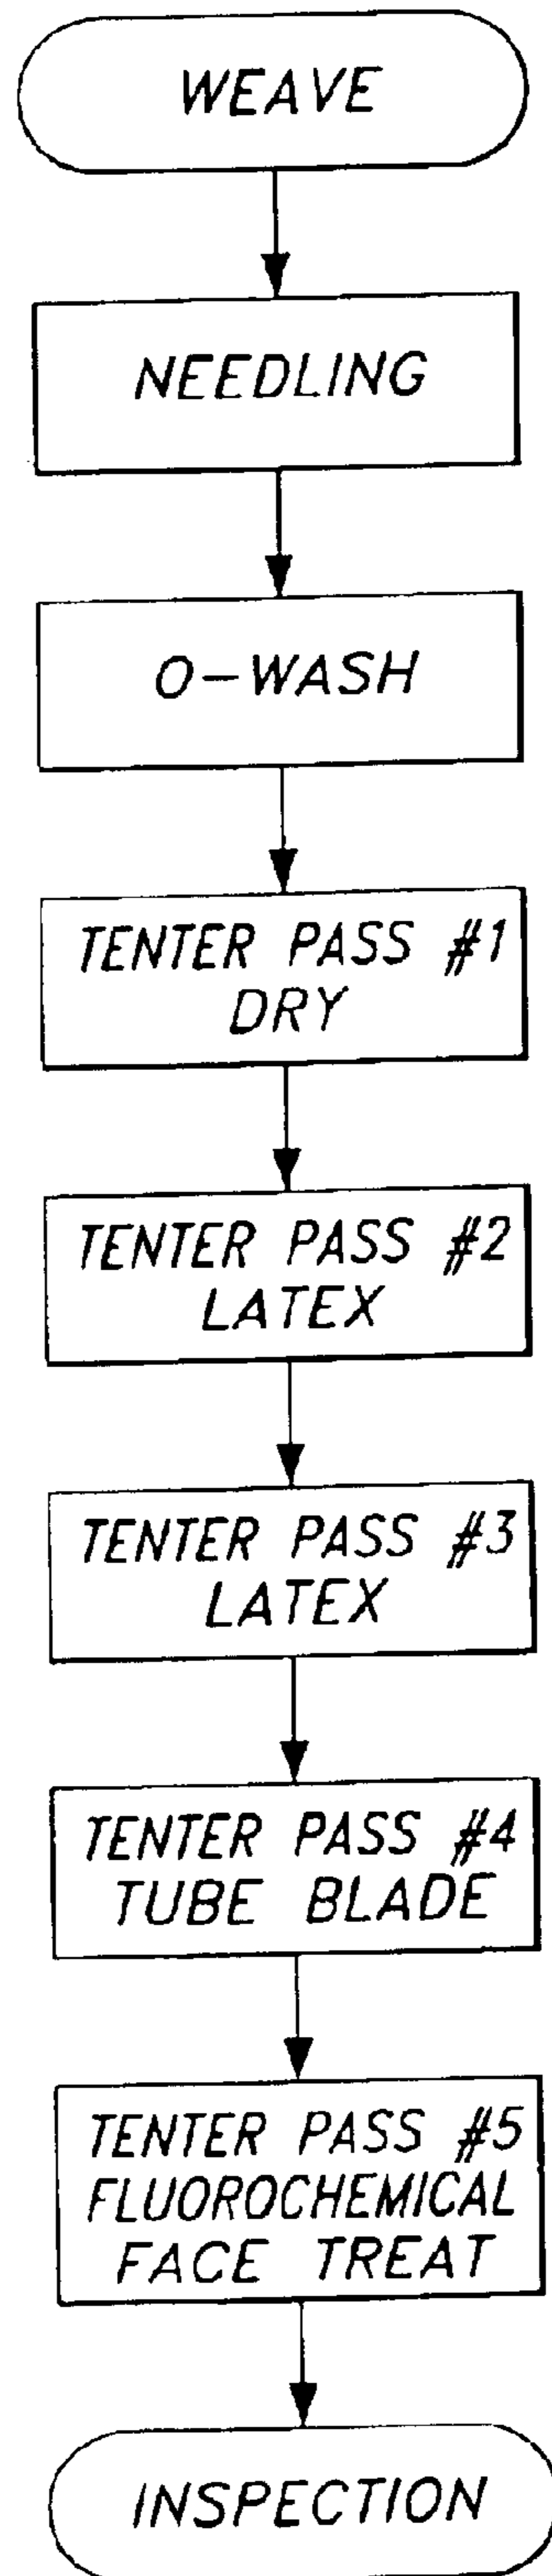 WEAVE
NEEDLING
O-WASH
TENTER PASS #1
DRY
TENTER PASS #2
LATEX
TENTER PASS #3
LATEX
TENTER PASS #4
TUBE BLADE
TENTER PASS #5
FLUOROCHEMICAL
FACE TREAT
INSPECTION